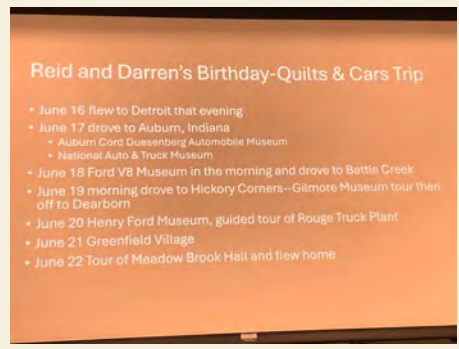 Reid and Darren's Birthday-Quilts & Cars Trip
• June 16 flew to Detroit that evening
• June 17 drove to Auburn, Indiana
• Auburn Cord Duesenberg Automobile Museum
• National Auto & Truck Museum
• June 18 Ford V8 Museum in the morning and drove to Battle Creek
• June 19 morning drove to Hickory Corners--Gilmore Museum tour then
off to Dearborn
• June 20 Henry Ford Museum, guided tour of Rouge Truck Plant
• June 21 Greenfield Village
• June 22 Tour of Meadow Brook Hall and flew home